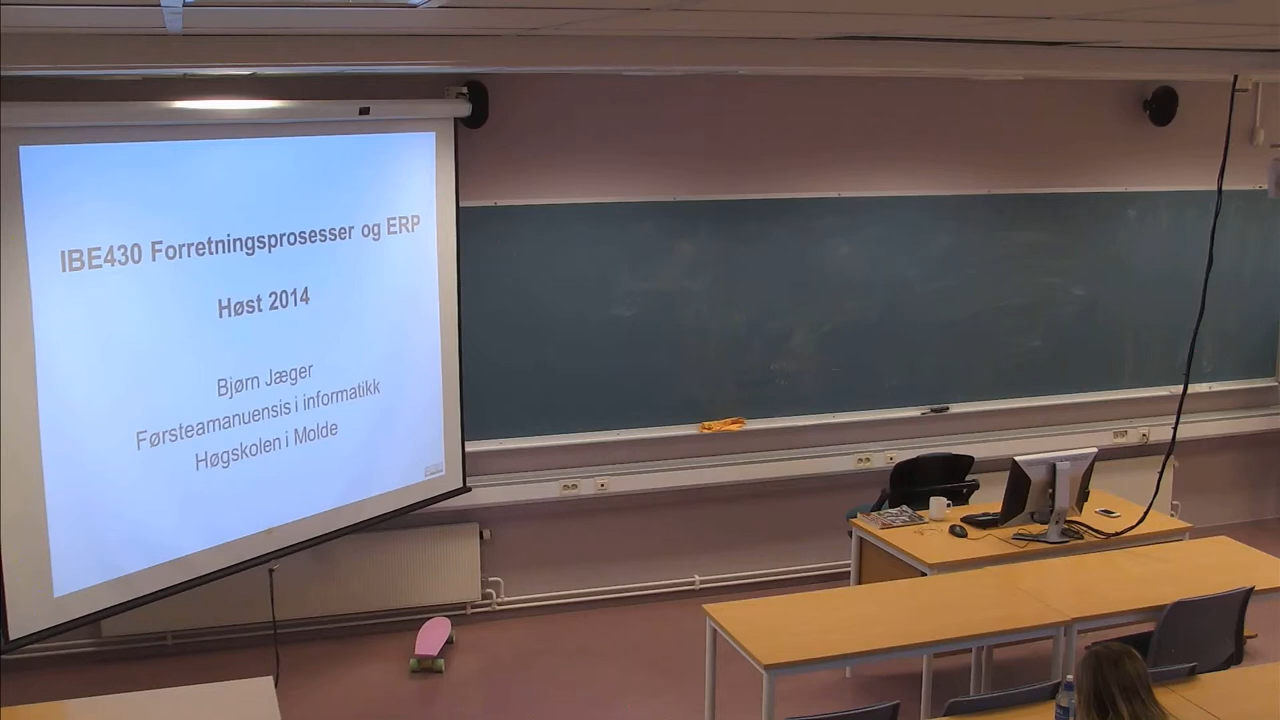 IBE430 Forretningsprosesser og ERP
Høst 2014
Bjørn Jæger
Førsteamanuensis i informatikk
Høgskolen i Molde